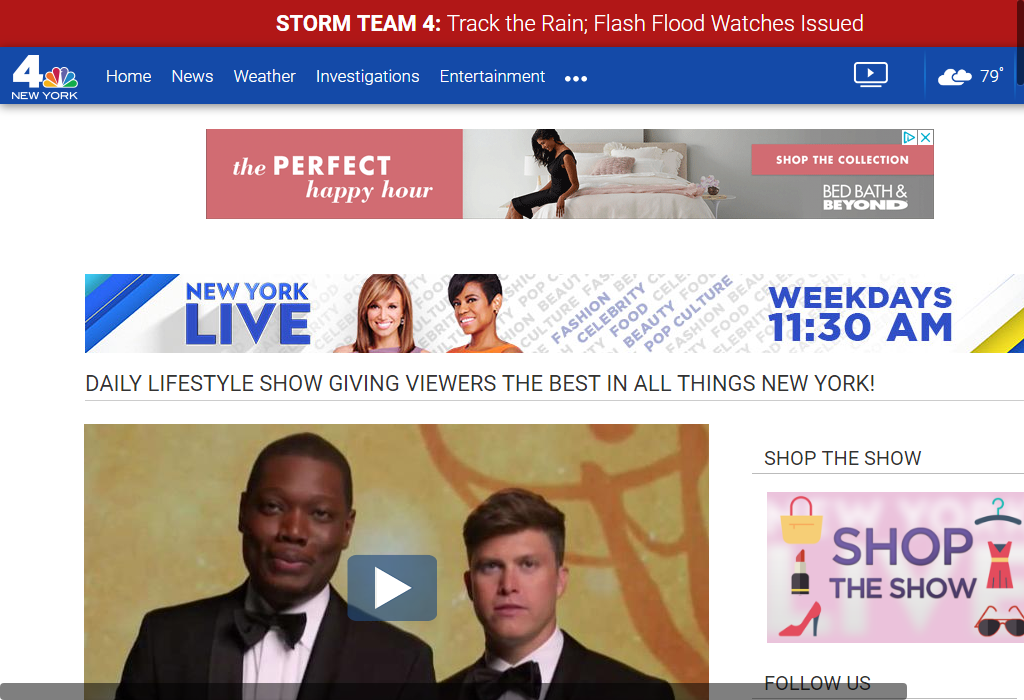 STORM TEAM 4: Track the Rain; Flash Flood Watches Issued
4
NEW YORK
Home News Weather Investigations Entertainment •••
79°
the PERFECT
happy hour
SHOP THE COLLECTION
BED BATH &
BEYOND
NEW YORK
LIVE
FASHION
CELEBRITY
FOOD
BEAUTY
POP CULTURE
WEEKDAYS
11:30 AM
DAILY LIFESTYLE SHOW GIVING VIEWERS THE BEST IN ALL THINGS NEW YORK!
SHOP THE SHOW
SHOP
THE SHOW
FOLLOW US